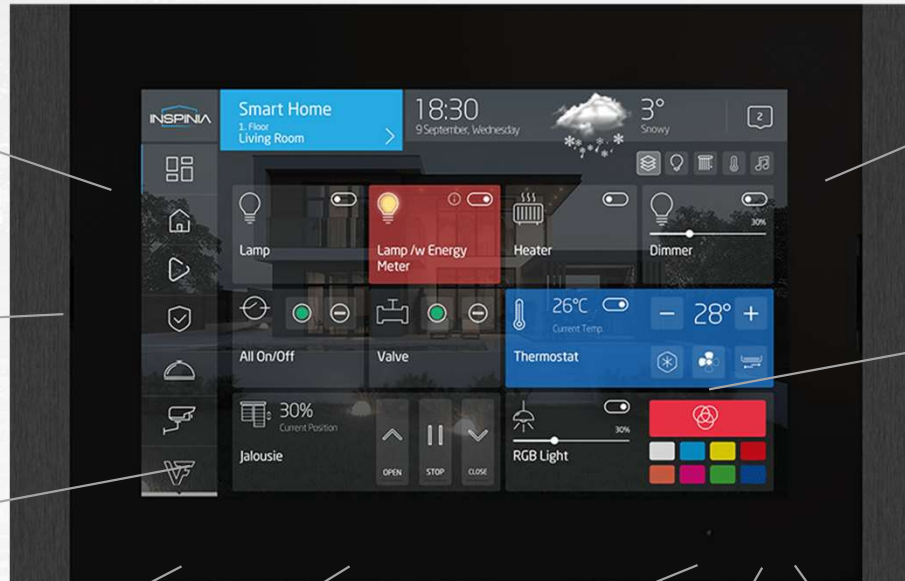 INSPINIA
Smart Home
1. Floor
Living Room
18:30
9 September, Wednesday
3°
Snowy
2
Lamp
Lamp /w Energy
Meter
Heater
30%
Dimmer
All On/Off
Valve
26°C
Current Temp.
28°
Thermostat
30%
Current Position
Jalousie
OPEN
STOP
CLOSE
30%
RGB Light